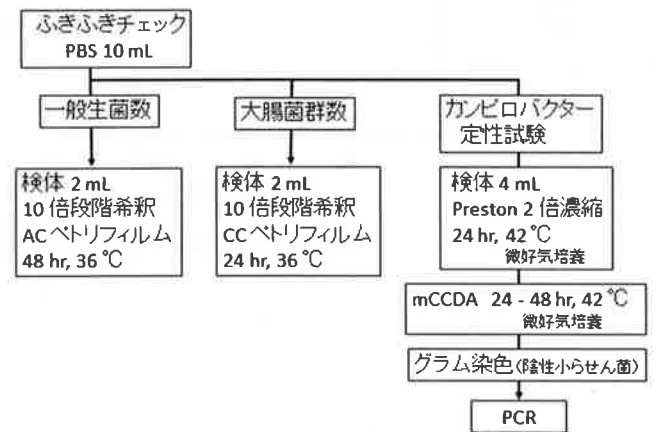 ふきふきチェック
PBS 10 mL
一般生菌数
検体 2 mL
10 倍段階希釈
AC ペトリフィルム
48 hr, 36 ℃
大腸菌群数
検体 2 mL
10 倍段階希釈
CC ペトリフィルム
24 hr, 36 ℃
カンピロバクター
定性試験
検体 4 mL
Preston 2 倍濃縮
24 hr, 42 ℃
微好気培養
mCCDA 24 - 48 hr, 42 ℃
微好気培養
グラム染色(陰性小らせん菌)
PCR